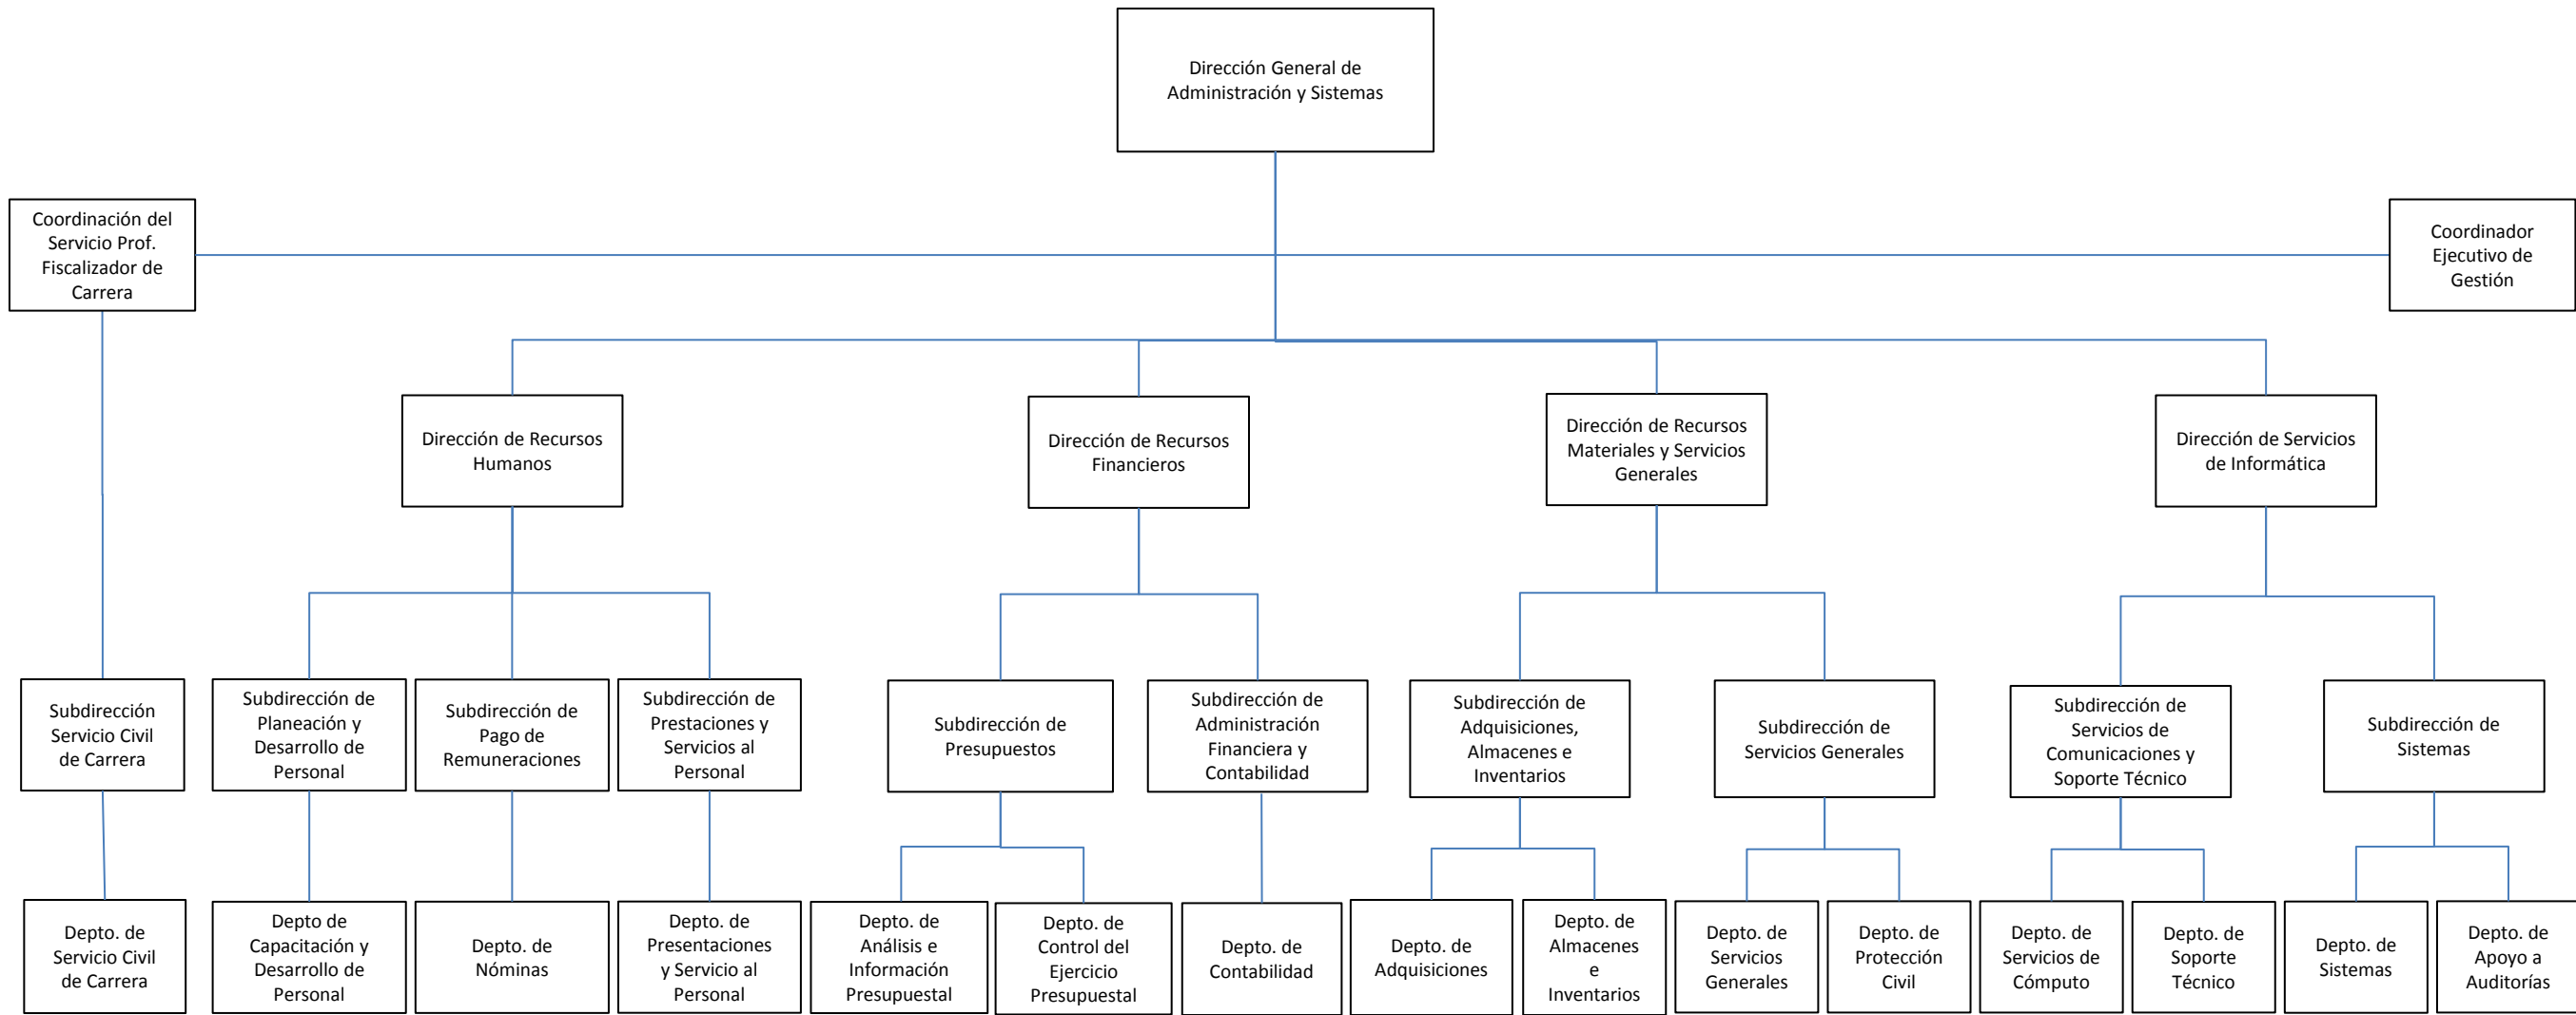 Dirección General de
Administración y Sistemas
Coordinación del
Servicio Prof.
Fiscalizador de
Carrera
Coordinador
Ejecutivo de
Gestión
Dirección de Recursos
Humanos
Dirección de Recursos
Financieros
Dirección de Recursos
Materiales y Servicios
Generales
Dirección de Servicios
de Informática
Subdirección
Servicio Civil
de Carrera
Subdirección de
Planeación y
Desarrollo de
Personal
Subdirección de
Pago de
Remuneraciones
Subdirección de
Prestaciones y
Servicios al
Personal
Subdirección de
Presupuestos
Subdirección de
Administración
Financiera y
Contabilidad
Subdirección de
Adquisiciones,
Almacenes e
Inventarios
Subdirección de
Servicios Generales
Subdirección de
Servicios de
Comunicaciones y
Soporte Técnico
Subdirección de
Sistemas
Depto. de
Servicio Civil
de Carrera
Depto de
Capacitación y
Desarrollo de
Personal
Depto. de
Nóminas
Depto. de
Presentaciones
y Servicio al
Personal
Depto. de
Análisis e
Información
Presupuestal
Depto. de
Control del
Ejercicio
Presupuestal
Depto. de
Contabilidad
Depto. de
Adquisiciones
Depto. de
Almacenes
e
Inventarios
Depto. de
Servicios
Generales
Depto. de
Protección
Civil
Depto. de
Servicios de
Cómputo
Depto. de
Soporte
Técnico
Depto. de
Sistemas
Depto. de
Apoyo a
Auditorías